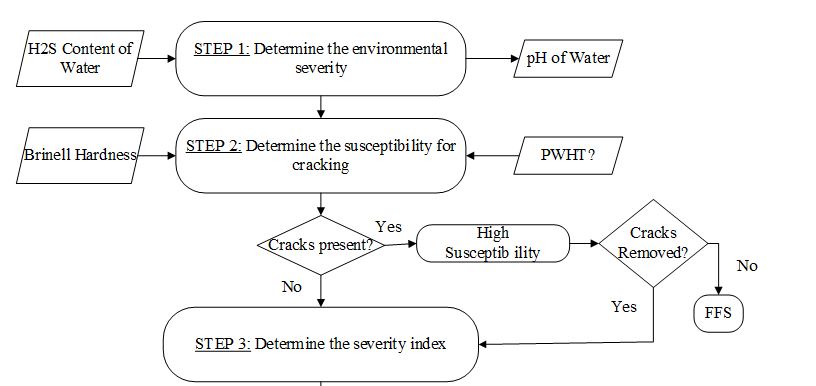 H2S Content of
Water
STEP 1: Determine the environmental
severity
pH of Water
Brinell Hardness
STEP 2: Determine the susceptibility for
cracking
PWHT?
Cracks present?
Yes
High
Susceptib ility
Cracks
Removed?
No
No
Yes
FFS
STEP 3: Determine the severity index